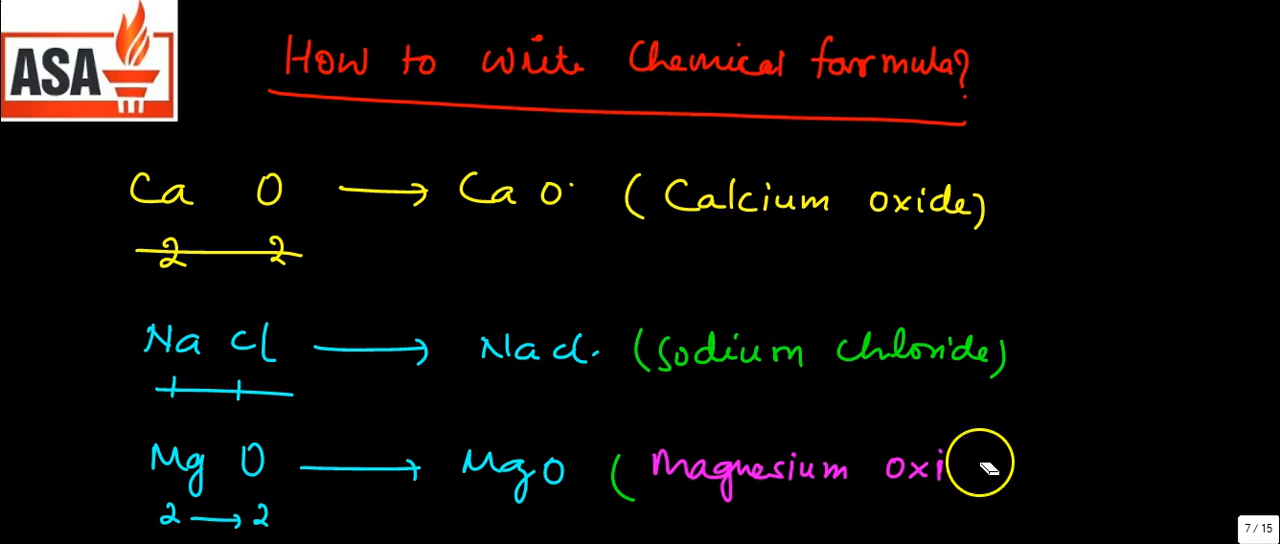 ASA
How to write Chemical formula?
Ca O → CaO. (Calcium oxide)
2 2
Na Cl → NaCl. (Sodium Chloride)
1 1
Mg O → MgO (Magnesium oxi
2 → 2
7 / 15